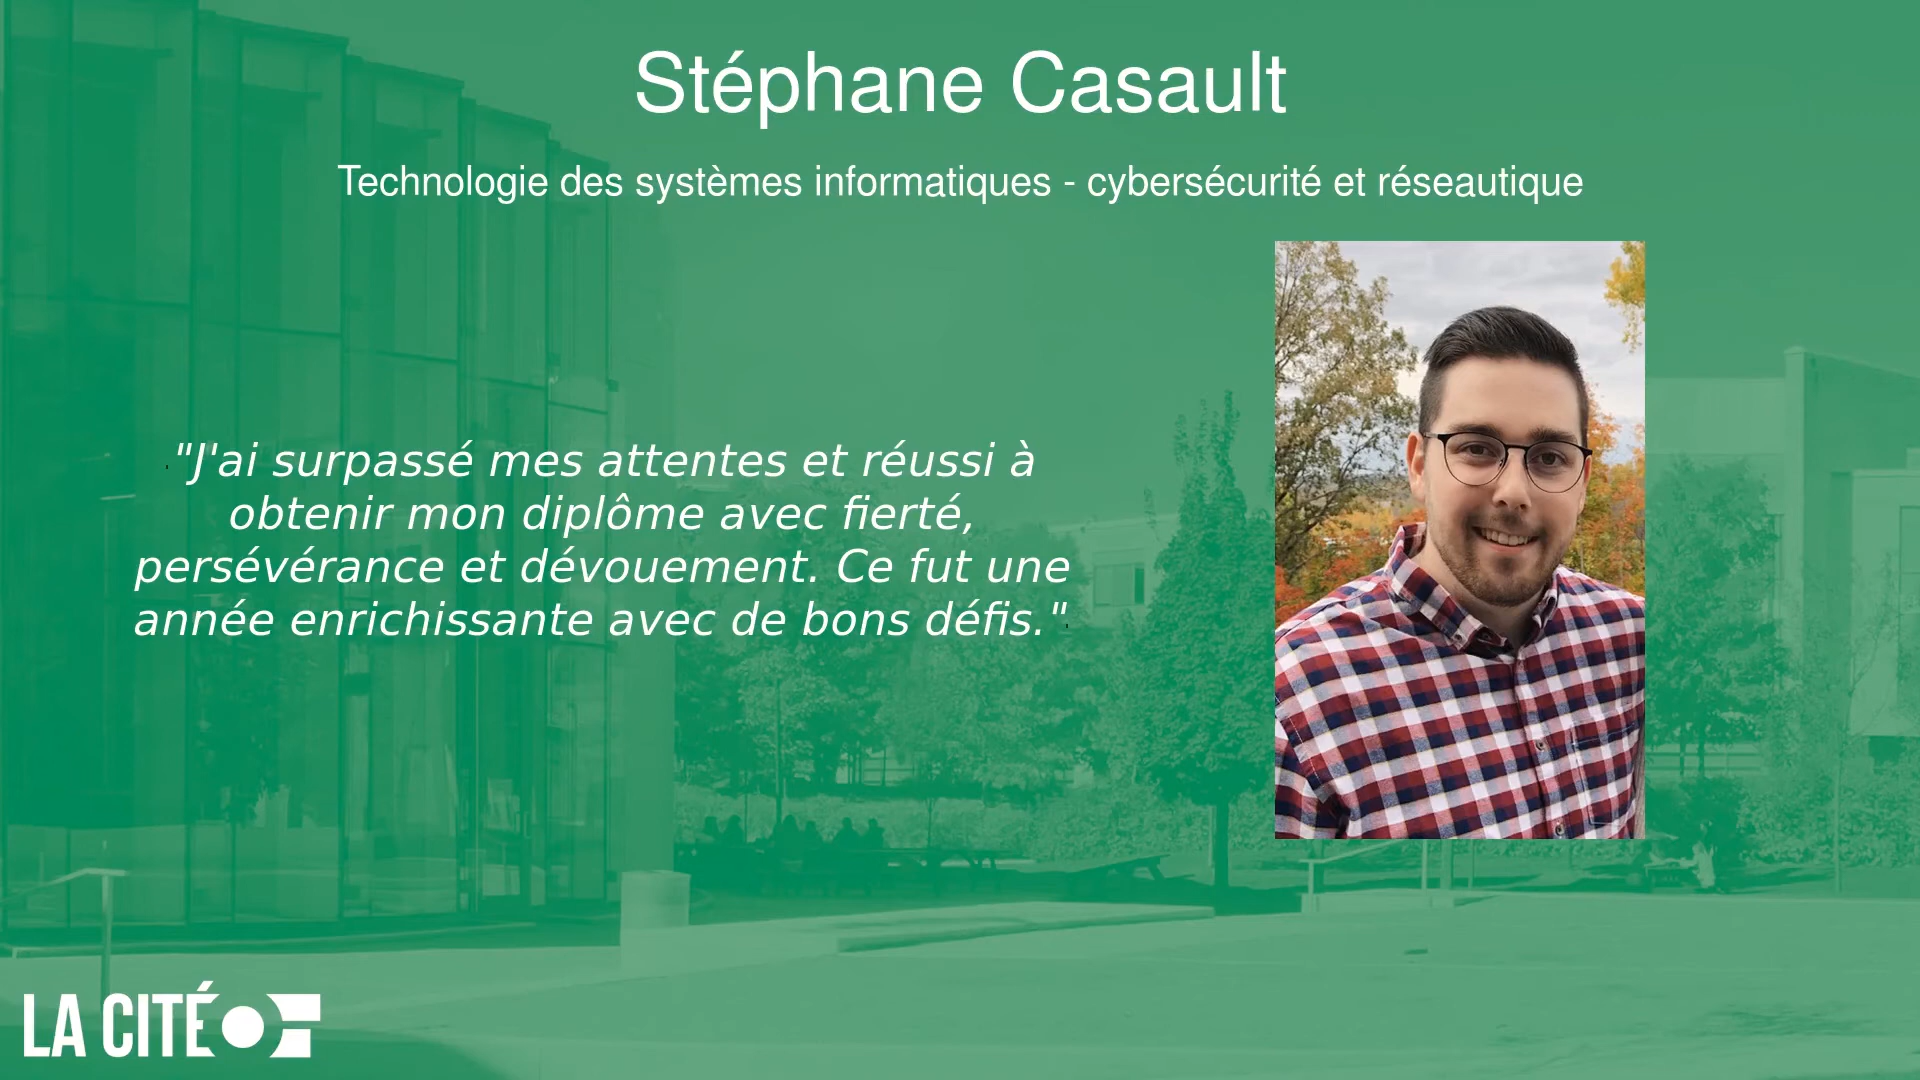 Stéphane Casault
Technologie des systèmes informatiques - cybersécurité et réseautique
"J'ai surpassé mes attentes et réussi à
obtenir mon diplôme avec fierté,
persévérance et dévouement. Ce fut une
année enrichissante avec de bons défis."
LA CITÉ